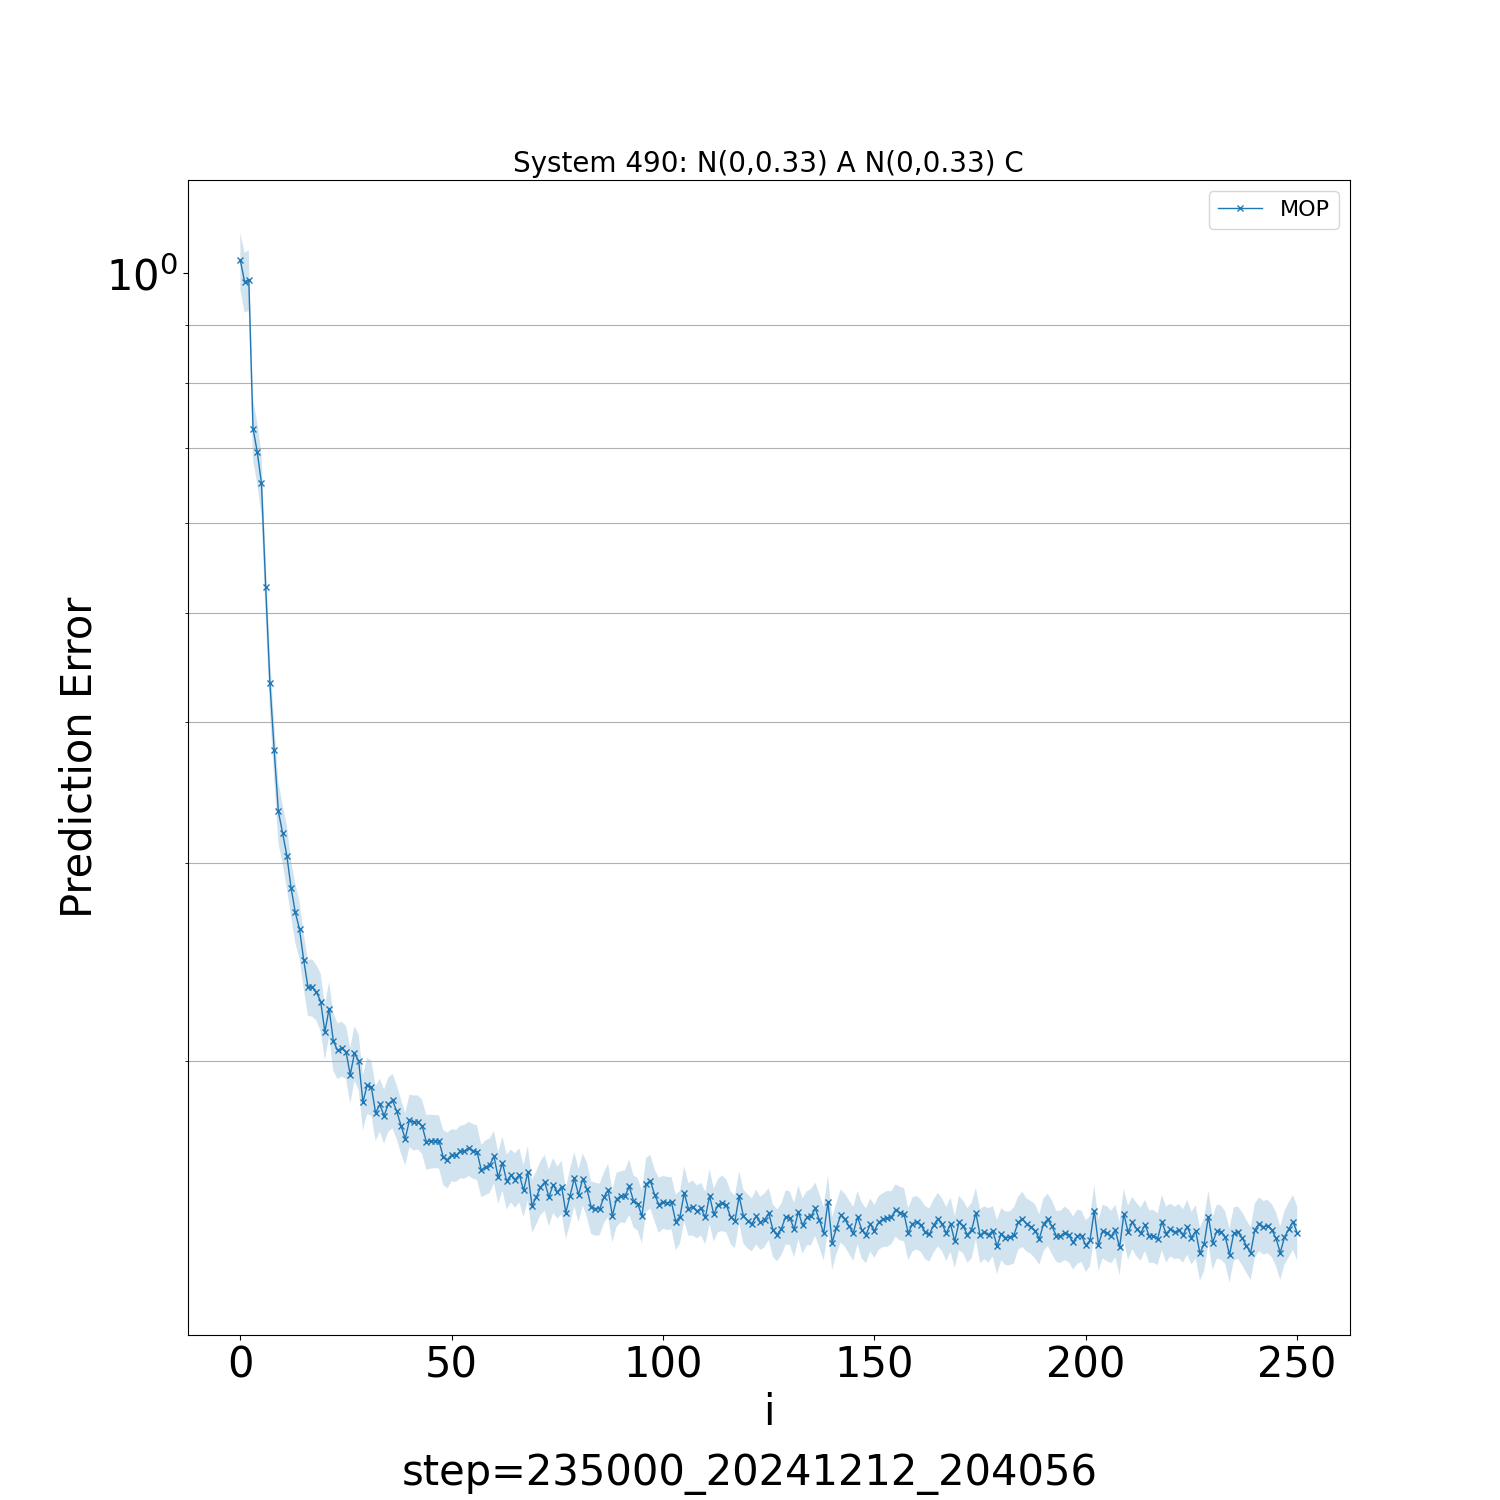 System 490: N(0,0.33) A N(0,0.33) C
MOP
10⁰
Prediction Error
0 50 100 150 200 250
i
step=235000_20241212_204056